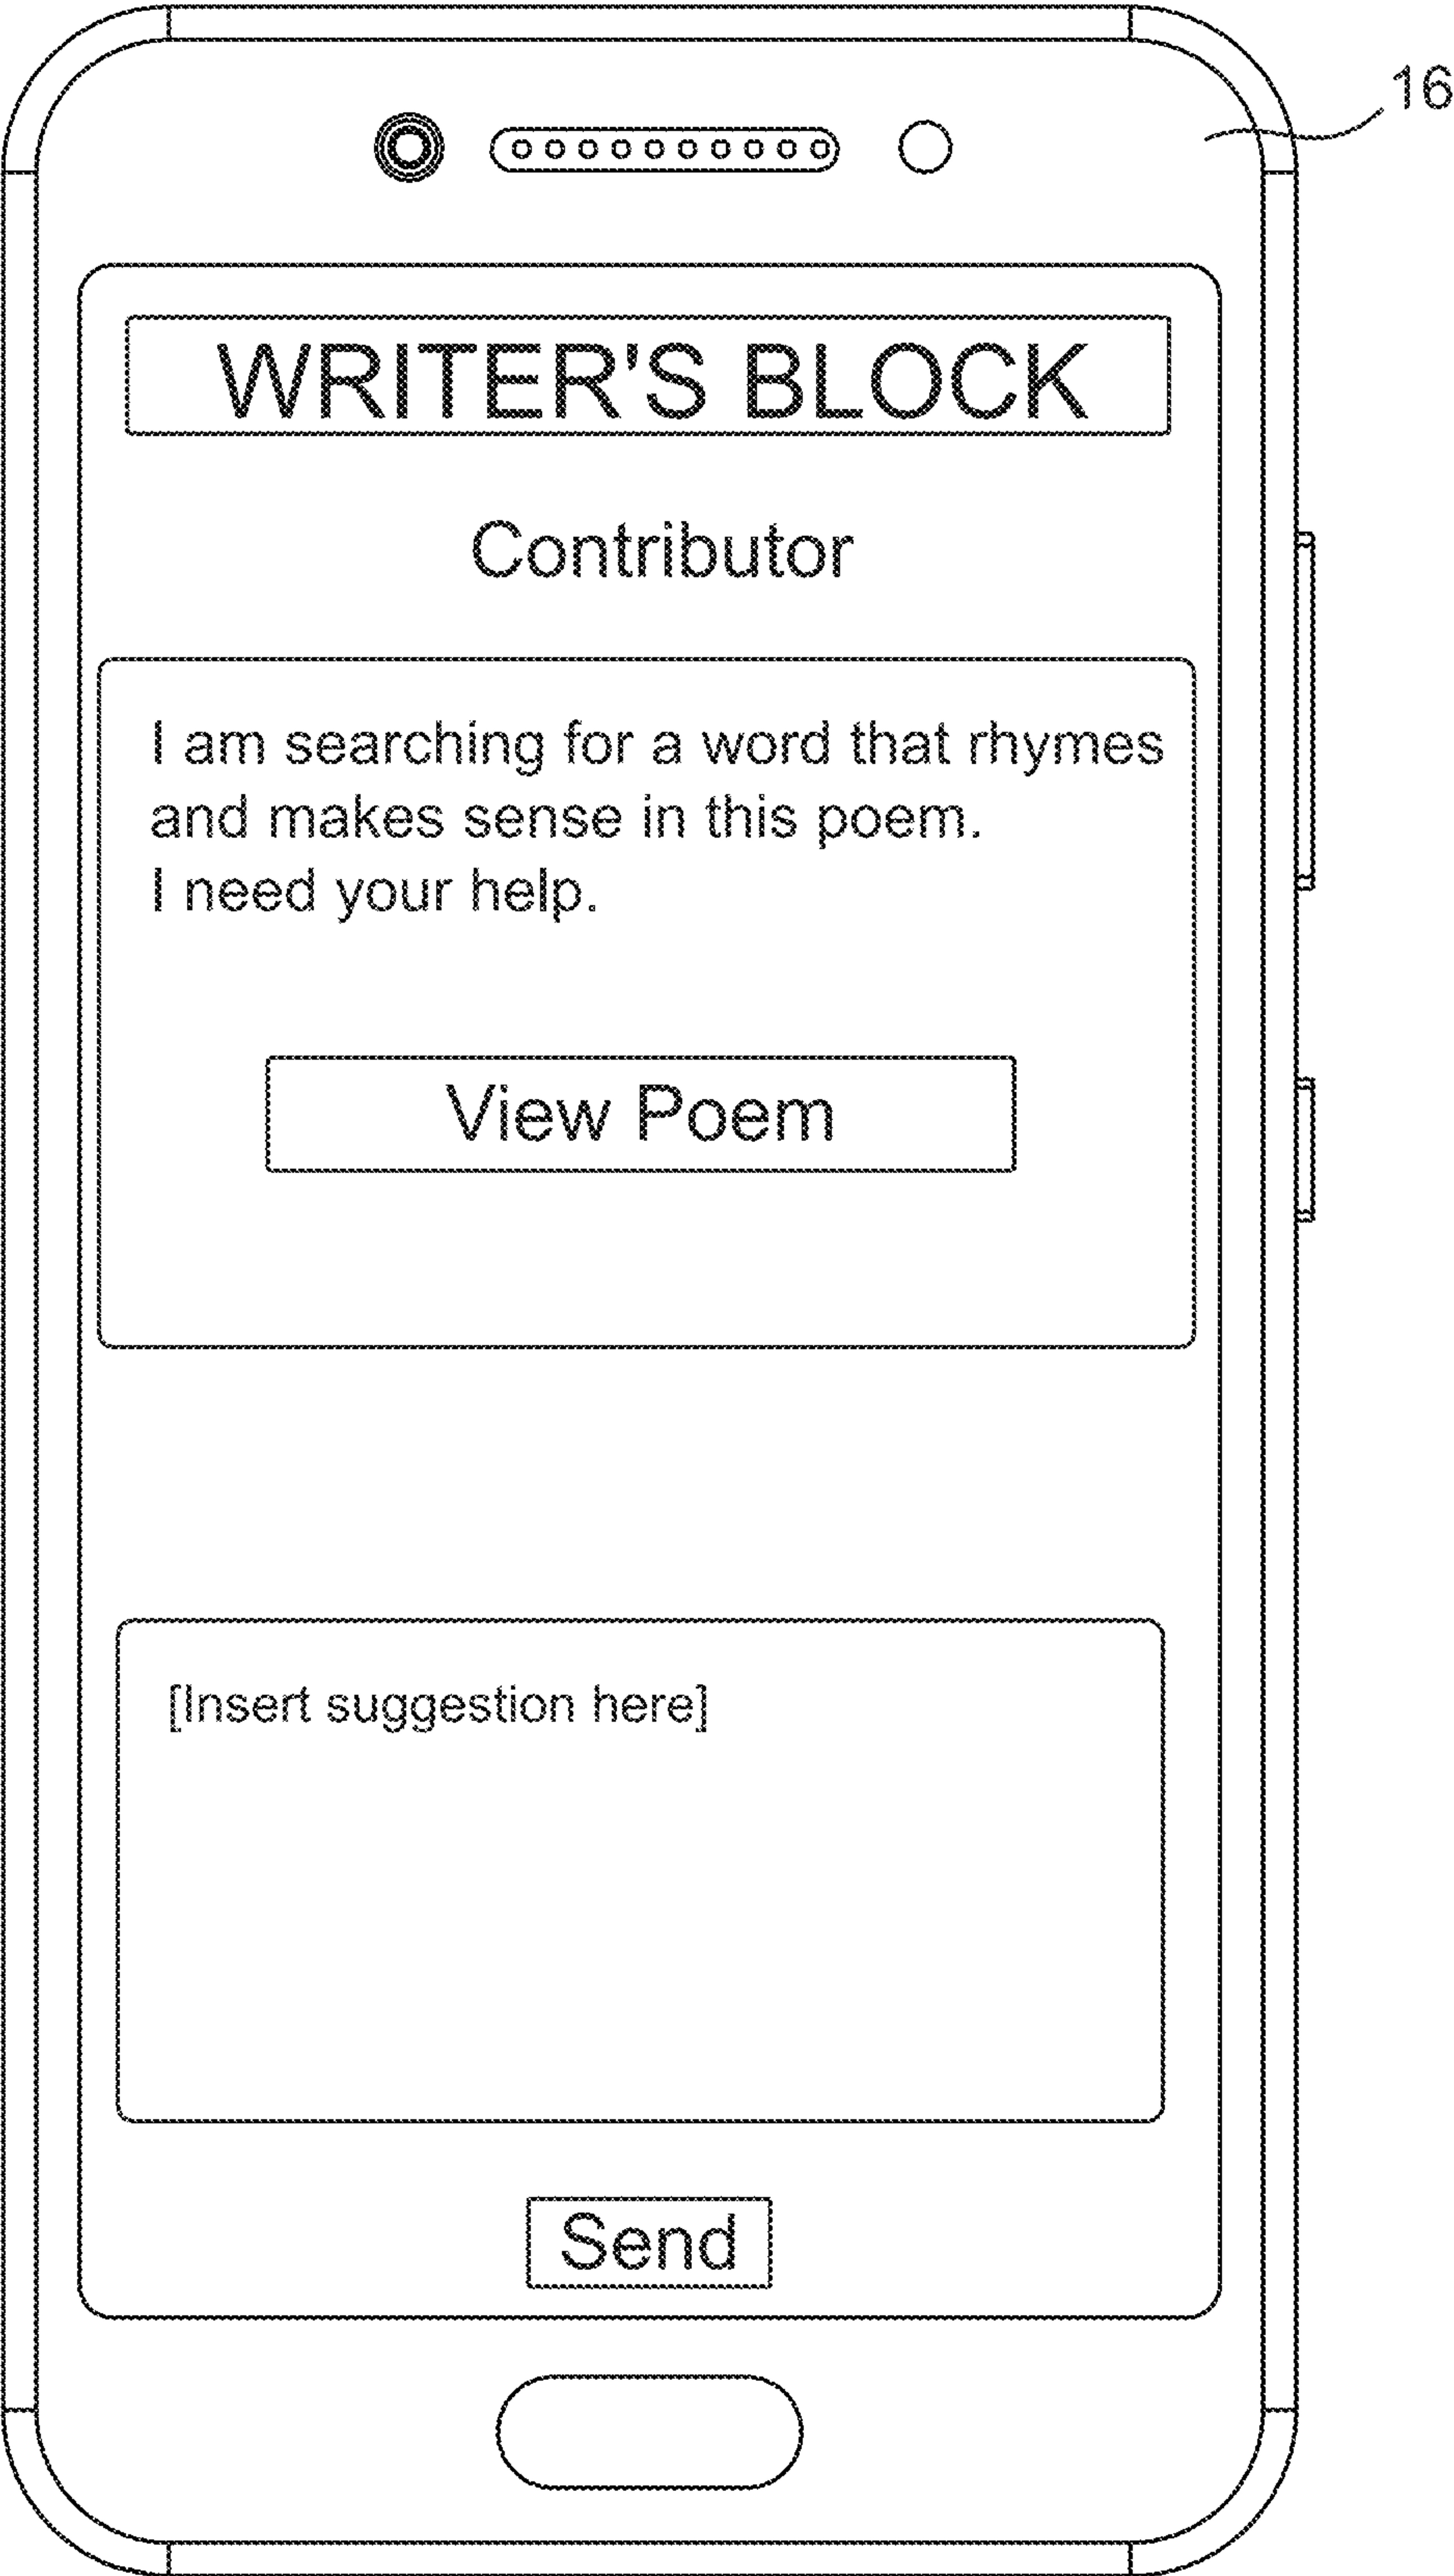 16
WRITER'S BLOCK
Contributor
I am searching for a word that rhymes
and makes sense in this poem.
I need your help.
View Poem
[Insert suggestion here]
Send